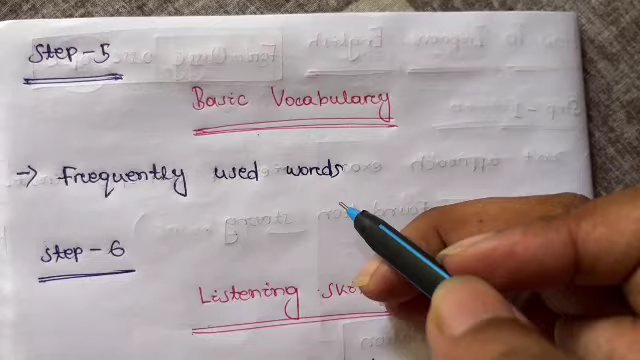 Step-5
Basic Vocabulary
→ Frequently used words
Step-6
Listening